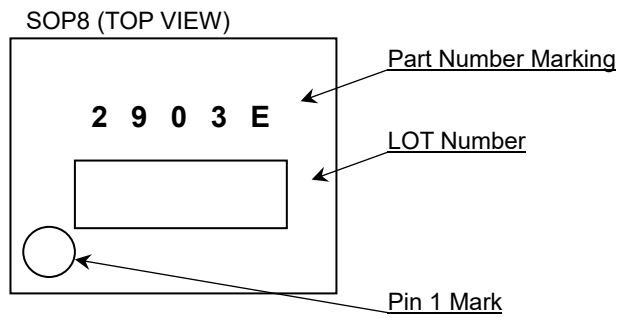 SOP8 (TOP VIEW)
Part Number Marking
2 9 0 3 E
LOT Number
Pin 1 Mark